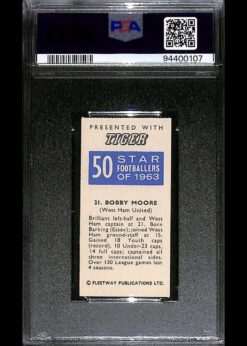 PSA
94400107
PRESENTED WITH
TIGER
50 STAR
FOOTBALLERS
OF 1963
31. BOBBY MOORE
(West Ham United)
Brilliant left-half and West
Ham captain at 21. Born
Barking (Essex); joined West
Ham ground-staff at 15.
Gained 18 Youth caps
(record), 10 Under-23 caps,
14 full caps; captained all
three international sides.
Over 130 League games last
4 seasons.
© FLEETWAY PUBLICATIONS LTD.